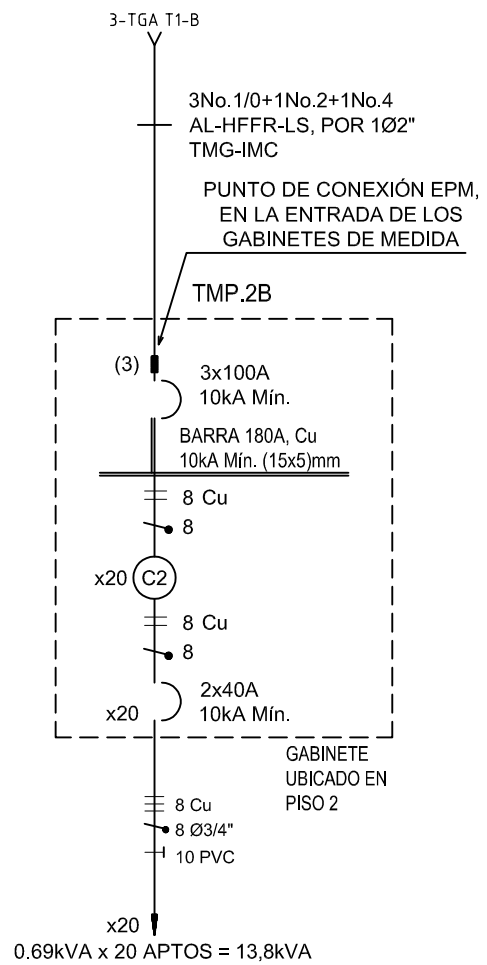 3-TGA T1-B
3No.1/0+1No.2+1No.4
AL-HFFR-LS, POR 1Ø2"
TMG-IMC
PUNTO DE CONEXIÓN EPM,
EN LA ENTRADA DE LOS
GABINETES DE MEDIDA
TMP.2B
(3)
3x100A
10kA Mín.
BARRA 180A, Cu
10kA Mín. (15x5)mm
8 Cu
8
x20
C2
8 Cu
8
2x40A
x20
10kA Mín.
GABINETE
UBICADO EN
PISO 2
8 Cu
8 Ø3/4"
10 PVC
x20
0.69kVA x 20 APTOS = 13,8kVA